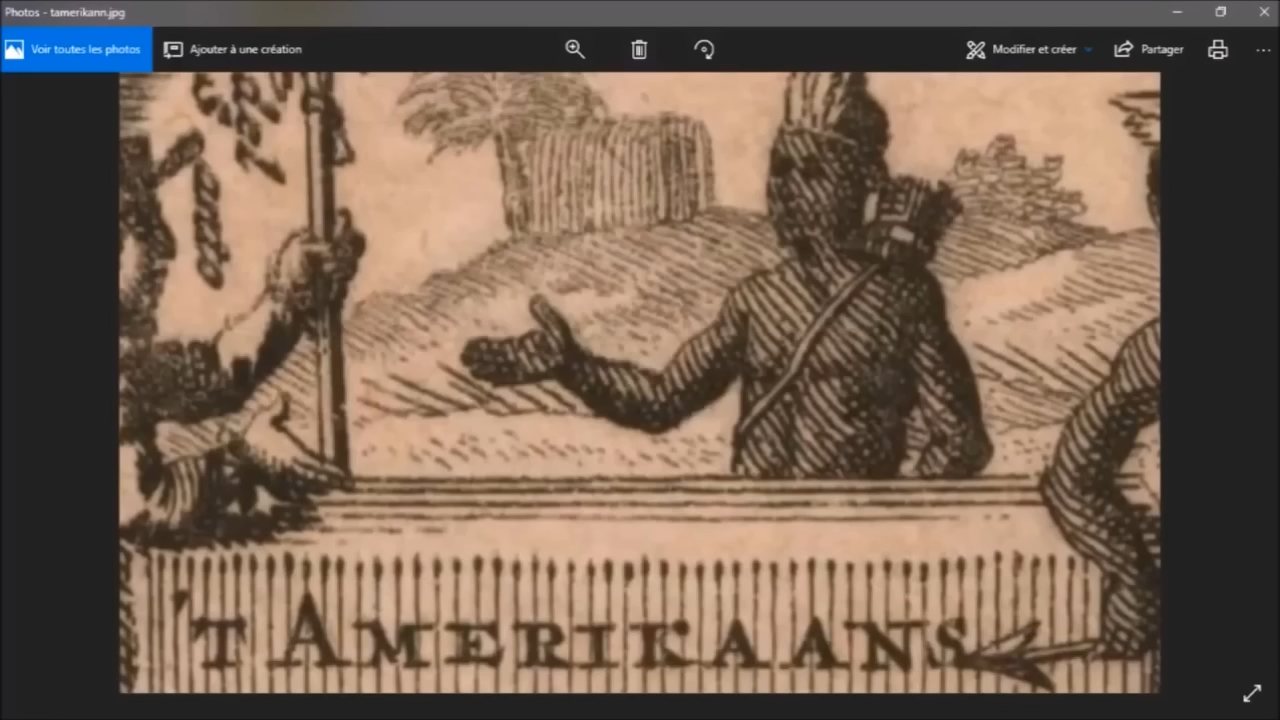 Photos - tamerikann.jpg
Voir toutes les photos
Ajouter à une création
Modifier et créer
Partager
'T AMERIKAANS